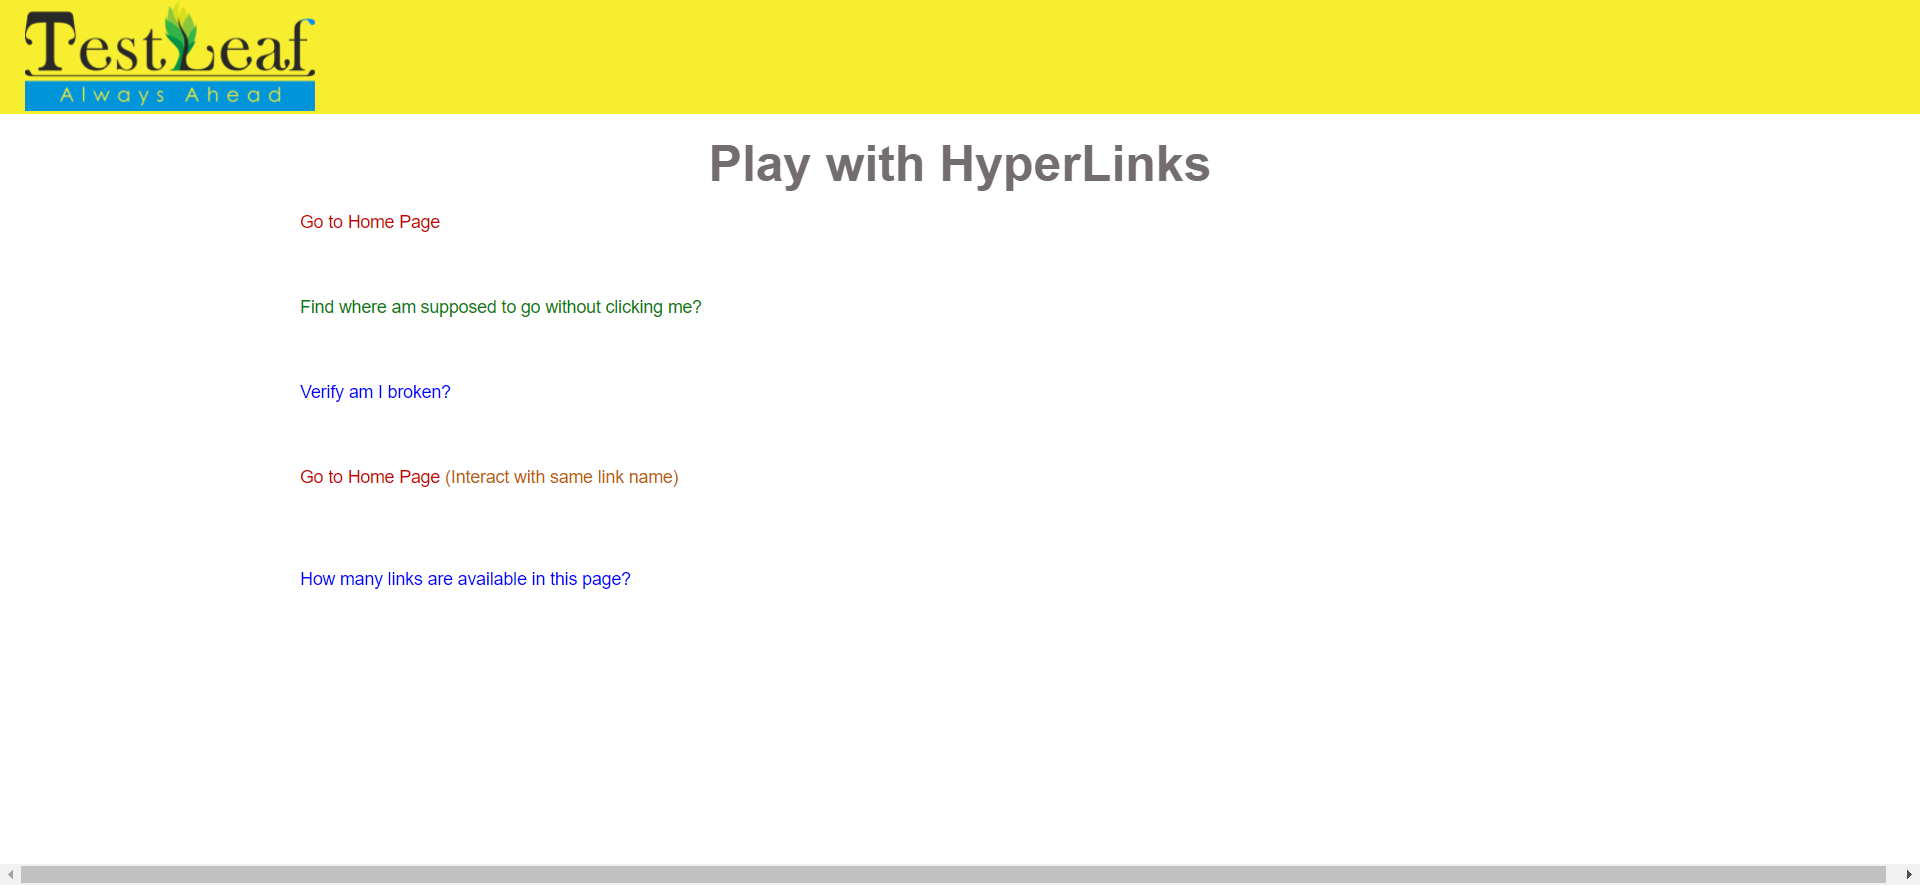 TestLeaf
Always Ahead
Play with HyperLinks
Go to Home Page
Find where am supposed to go without clicking me?
Verify am I broken?
Go to Home Page (Interact with same link name)
How many links are available in this page?